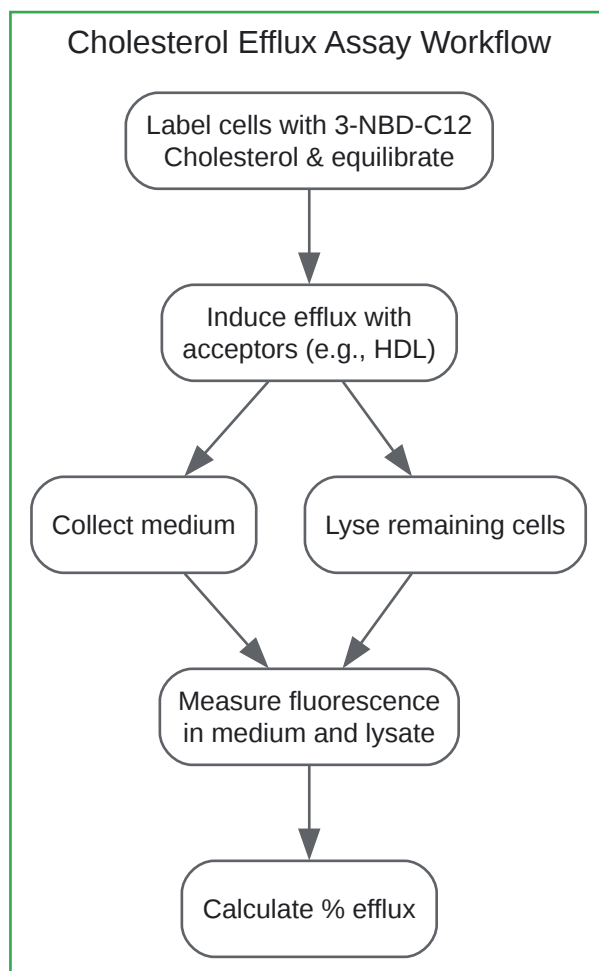 Cholesterol Efflux Assay Workflow
Label cells with 3-NBD-C12
Cholesterol & equilibrate
Induce efflux with
acceptors (e.g., HDL)
Collect medium
Lyse remaining cells
Measure fluorescence
in medium and lysate
Calculate % efflux